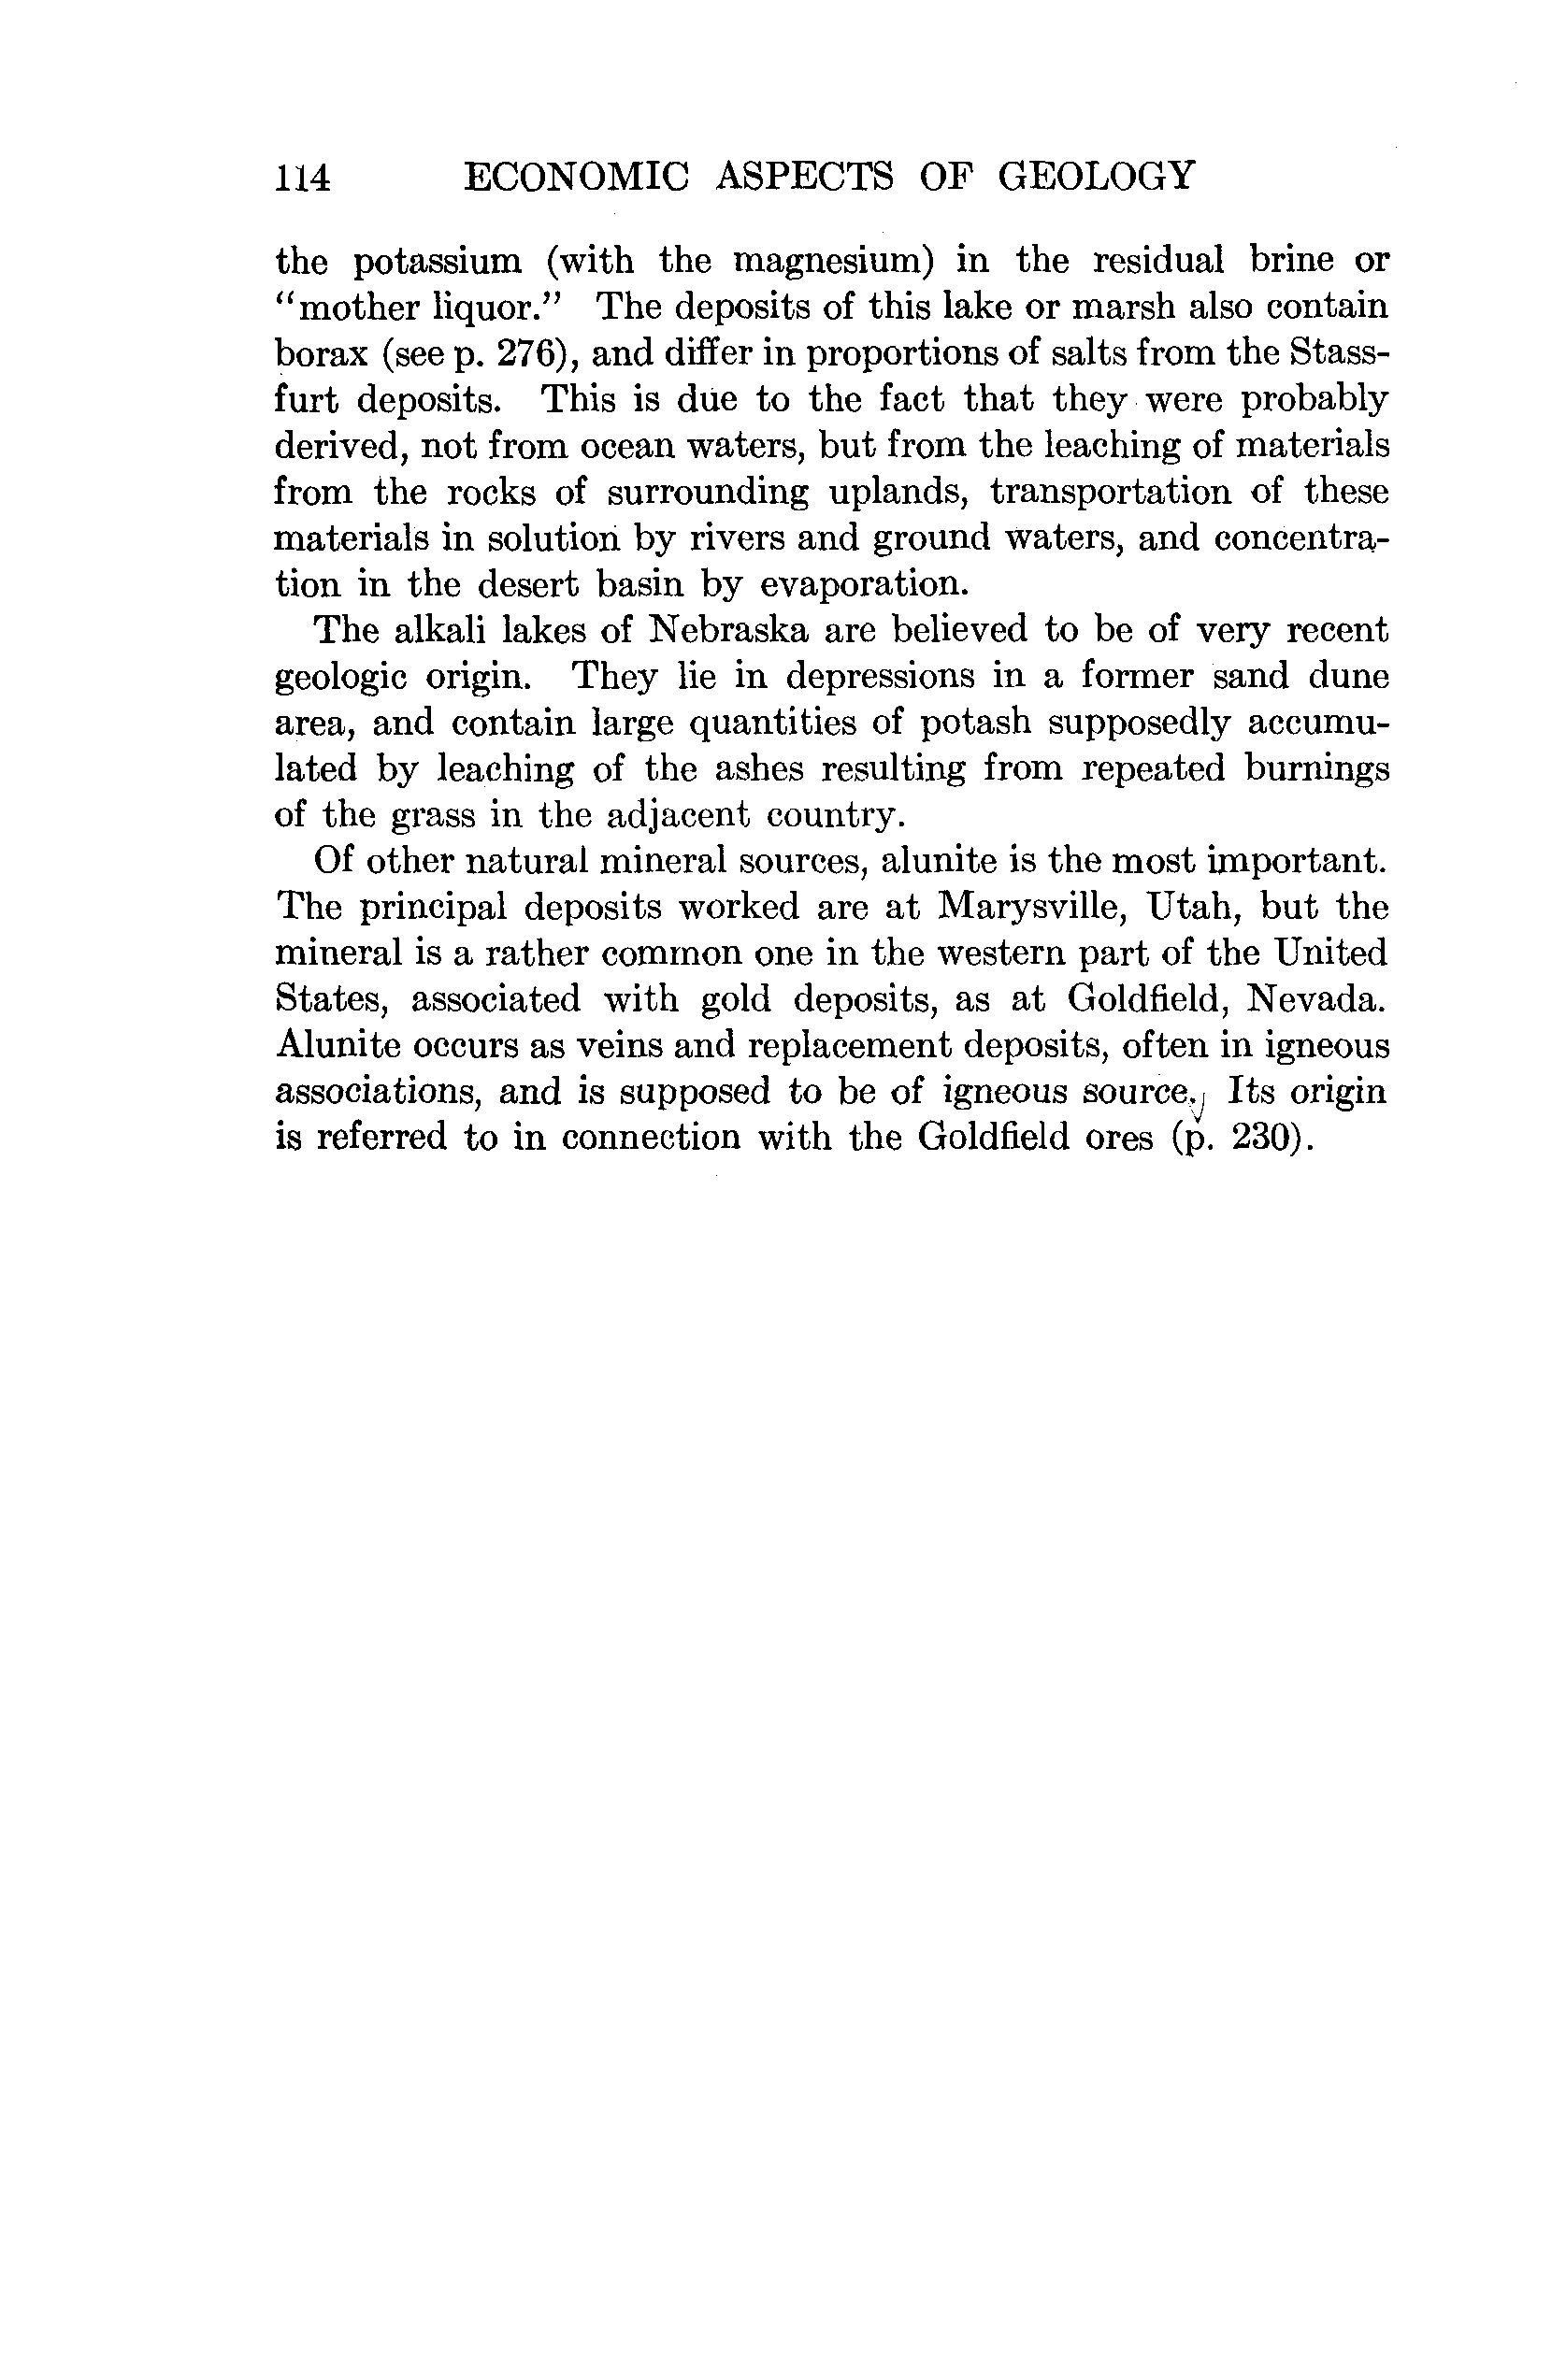 114 ECONOMIC ASPECTS OF GEOLOGY
the potassium (with the magnesium) in the residual brine or
“mother liquor.” The deposits of this lake or marsh also contain
borax (see p. 276), and differ in proportions of salts from the Stass-
furt deposits. This is due to the fact that they were probably
derived, not from ocean waters, but from the leaching of materials
from the rocks of surrounding uplands, transportation of these
materials in solution by rivers and ground waters, and concentra-
tion in the desert basin by evaporation.
The alkali lakes of Nebraska are believed to be of very recent
geologic origin. They lie in depressions in a former sand dune
area, and contain large quantities of potash supposedly accumu-
lated by leaching of the ashes resulting from repeated burnings
of the grass in the adjacent country.
Of other natural mineral sources, alunite is the most important.
The principal deposits worked are at Marysville, Utah, but the
mineral is a rather common one in the western part of the United
States, associated with gold deposits, as at Goldfield, Nevada.
Alunite occurs as veins and replacement deposits, often in igneous
associations, and is supposed to be of igneous source. Its origin
is referred to in connection with the Goldfield ores (p. 230).